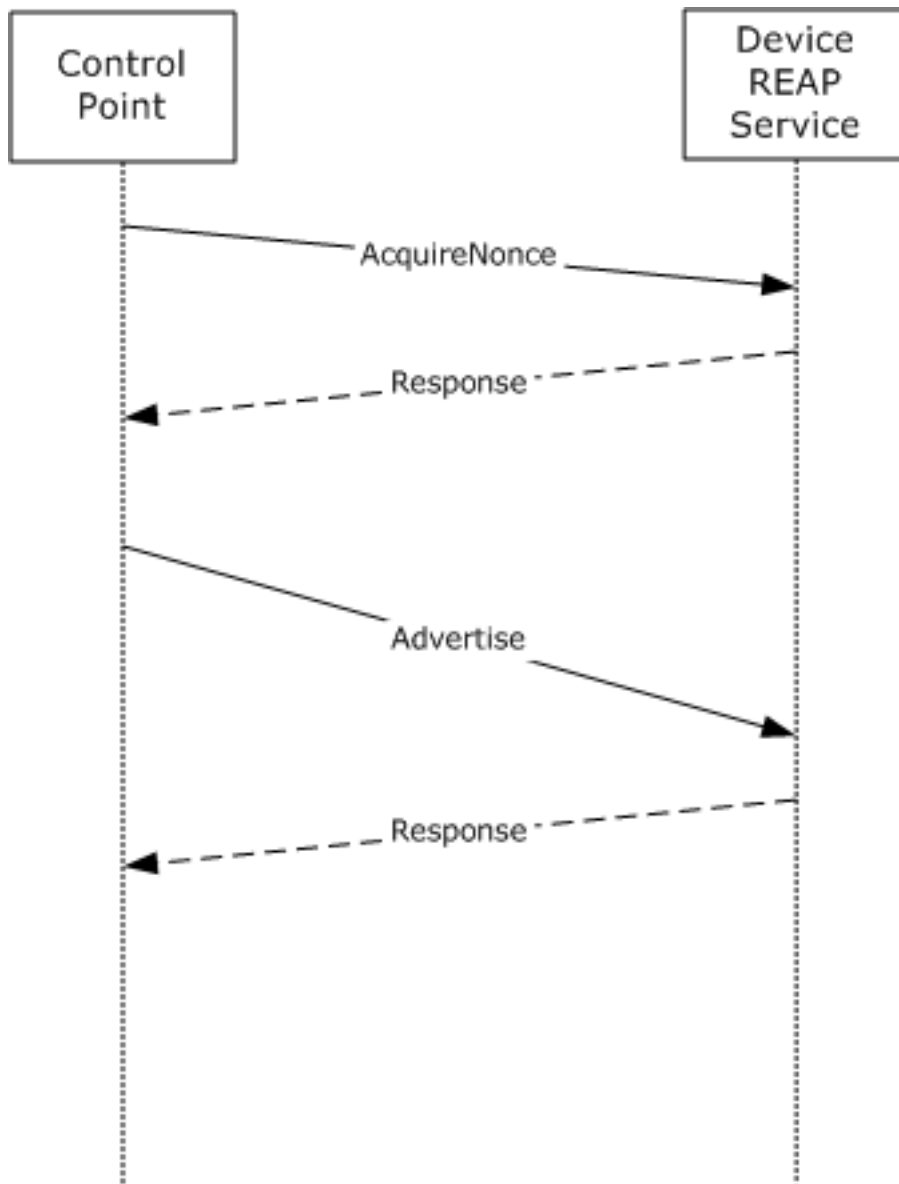 Control
Point
Device
REAP
Service
AcquireNonce
Response
Advertise
Response